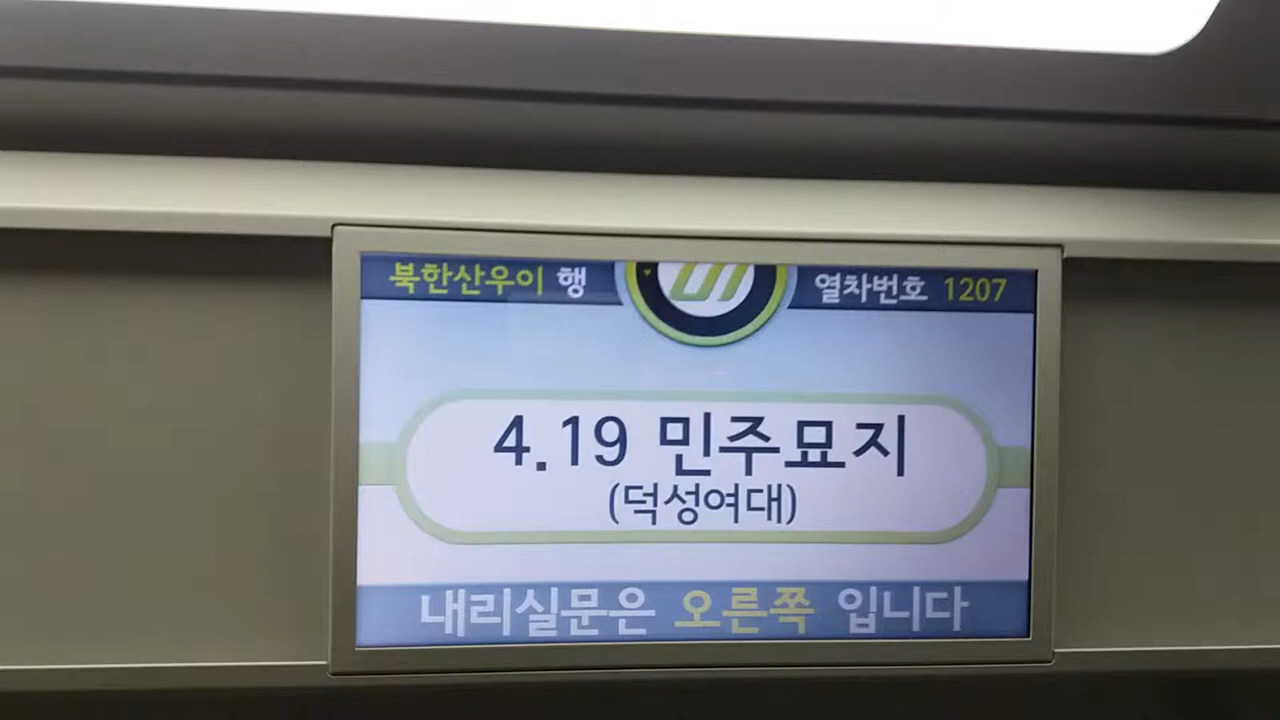 북한산우이 행 열차번호 1207
4.19 민주묘지
(덕성여대)
내리실문은 오른쪽 입니다